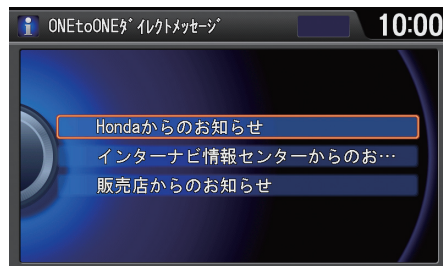 ONEtoONEﾀﾞｲﾚｸﾄﾒｯｾｰｼﾞ
10:00
Hondaからのお知らせ
インターナビ情報センターからのお…
販売店からのお知らせ